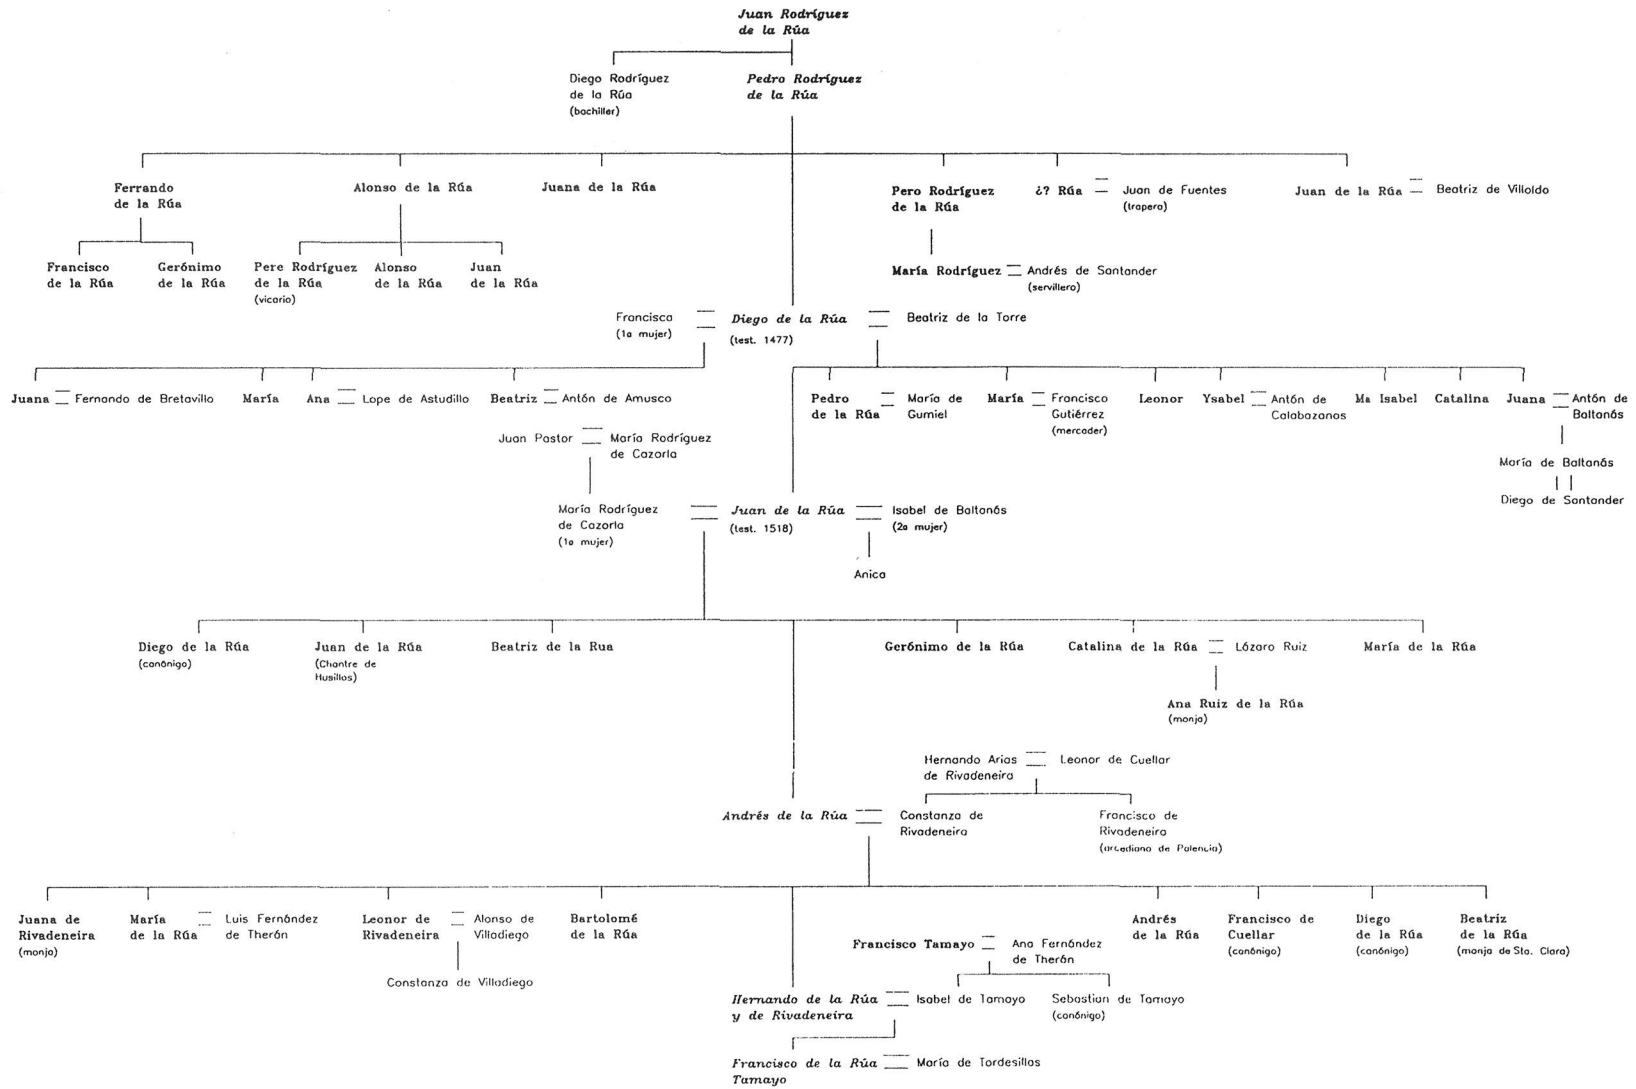 Juan Rodríguez
de la Rúa
Diego Rodríguez
de la Rúa
(bachiller)
Pedro Rodríguez
de la Rúa
Ferrando
de la Rúa
Alonso de la Rúa
Juana de la Rúa
Pero Rodríguez
de la Rúa
¿? Rúa
Juan de Fuentes
(trapero)
Juan de la Rúa
Beatriz de Villoldo
Francisco
de la Rúa
Gerónimo
de la Rúa
Pere Rodríguez
de la Rúa
(vicario)
Alonso
de la Rúa
Juan
de la Rúa
María Rodríguez
Andrés de Santander
(servillero)
Francisca
(1a mujer)
Diego de la Rúa
(test. 1477)
Beatriz de la Torre
Juana
Fernando de Bretavillo
María
Ana
Lope de Astudillo
Beatriz
Antón de Amusco
Pedro
de la Rúa
María de
Gumiel
María
Francisco
Gutiérrez
(mercader)
Leonor
Ysabel
Antón de
Calabazanos
Ma Isabel
Catalina
Juana
Antón de
Baltanás
Juan Pastor
María Rodríguez
de Cazorla
María de Baltanás
Diego de Santander
María Rodríguez
de Cazorla
(1a mujer)
Juan de la Rúa
(test. 1518)
Isabel de Baltanás
(2a mujer)
Anica
Diego de la Rúa
(canónigo)
Juan de la Rúa
(Chantre de
Husillos)
Beatriz de la Rua
Gerónimo de la Rúa
Catalina de la Rúa
Lázaro Ruiz
María de la Rúa
Ana Ruiz de la Rúa
(monja)
Hernando Arias
de Rivadeneira
Leonor de Cuellar
Andrés de la Rúa
Constanza de
Rivadeneira
Francisco de
Rivadeneira
(arcediano de Palencia)
Juana de
Rivadeneira
(monja)
María
de la Rúa
Luis Fernández
de Therán
Leonor de
Rivadeneira
Alonso de
Villadiego
Bartolomé
de la Rúa
Andrés
de la Rúa
Francisco de
Cuellar
(canónigo)
Diego
de la Rúa
(canónigo)
Beatriz
de la Rúa
(monja de Sta. Clara)
Francisco Tamayo
Ana Fernández
de Therán
Constanza de Villadiego
Hernando de la Rúa
y de Rivadeneira
Isabel de Tamayo
Sebastian de Tamayo
(canónigo)
Francisco de la Rúa
Tamayo
María de Tordesillas